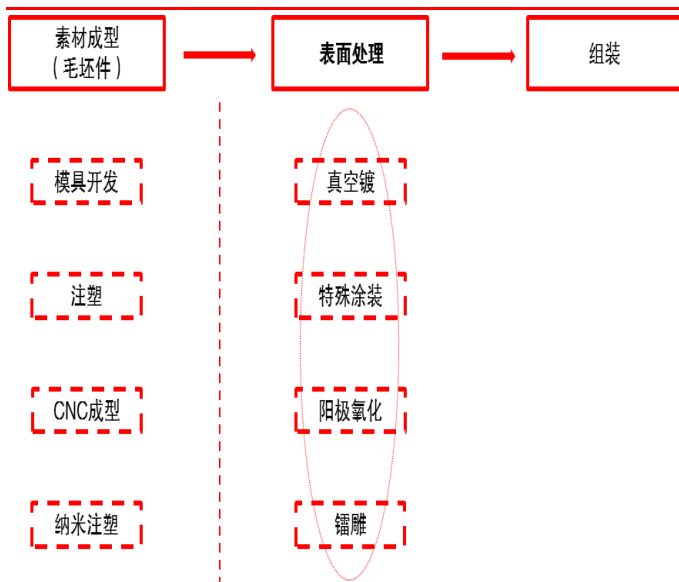 素材成型
（毛坯件）
表面处理
组装
模具开发
真空镀
注塑
特殊涂装
CNC成型
阳极氧化
纳米注塑
镭雕